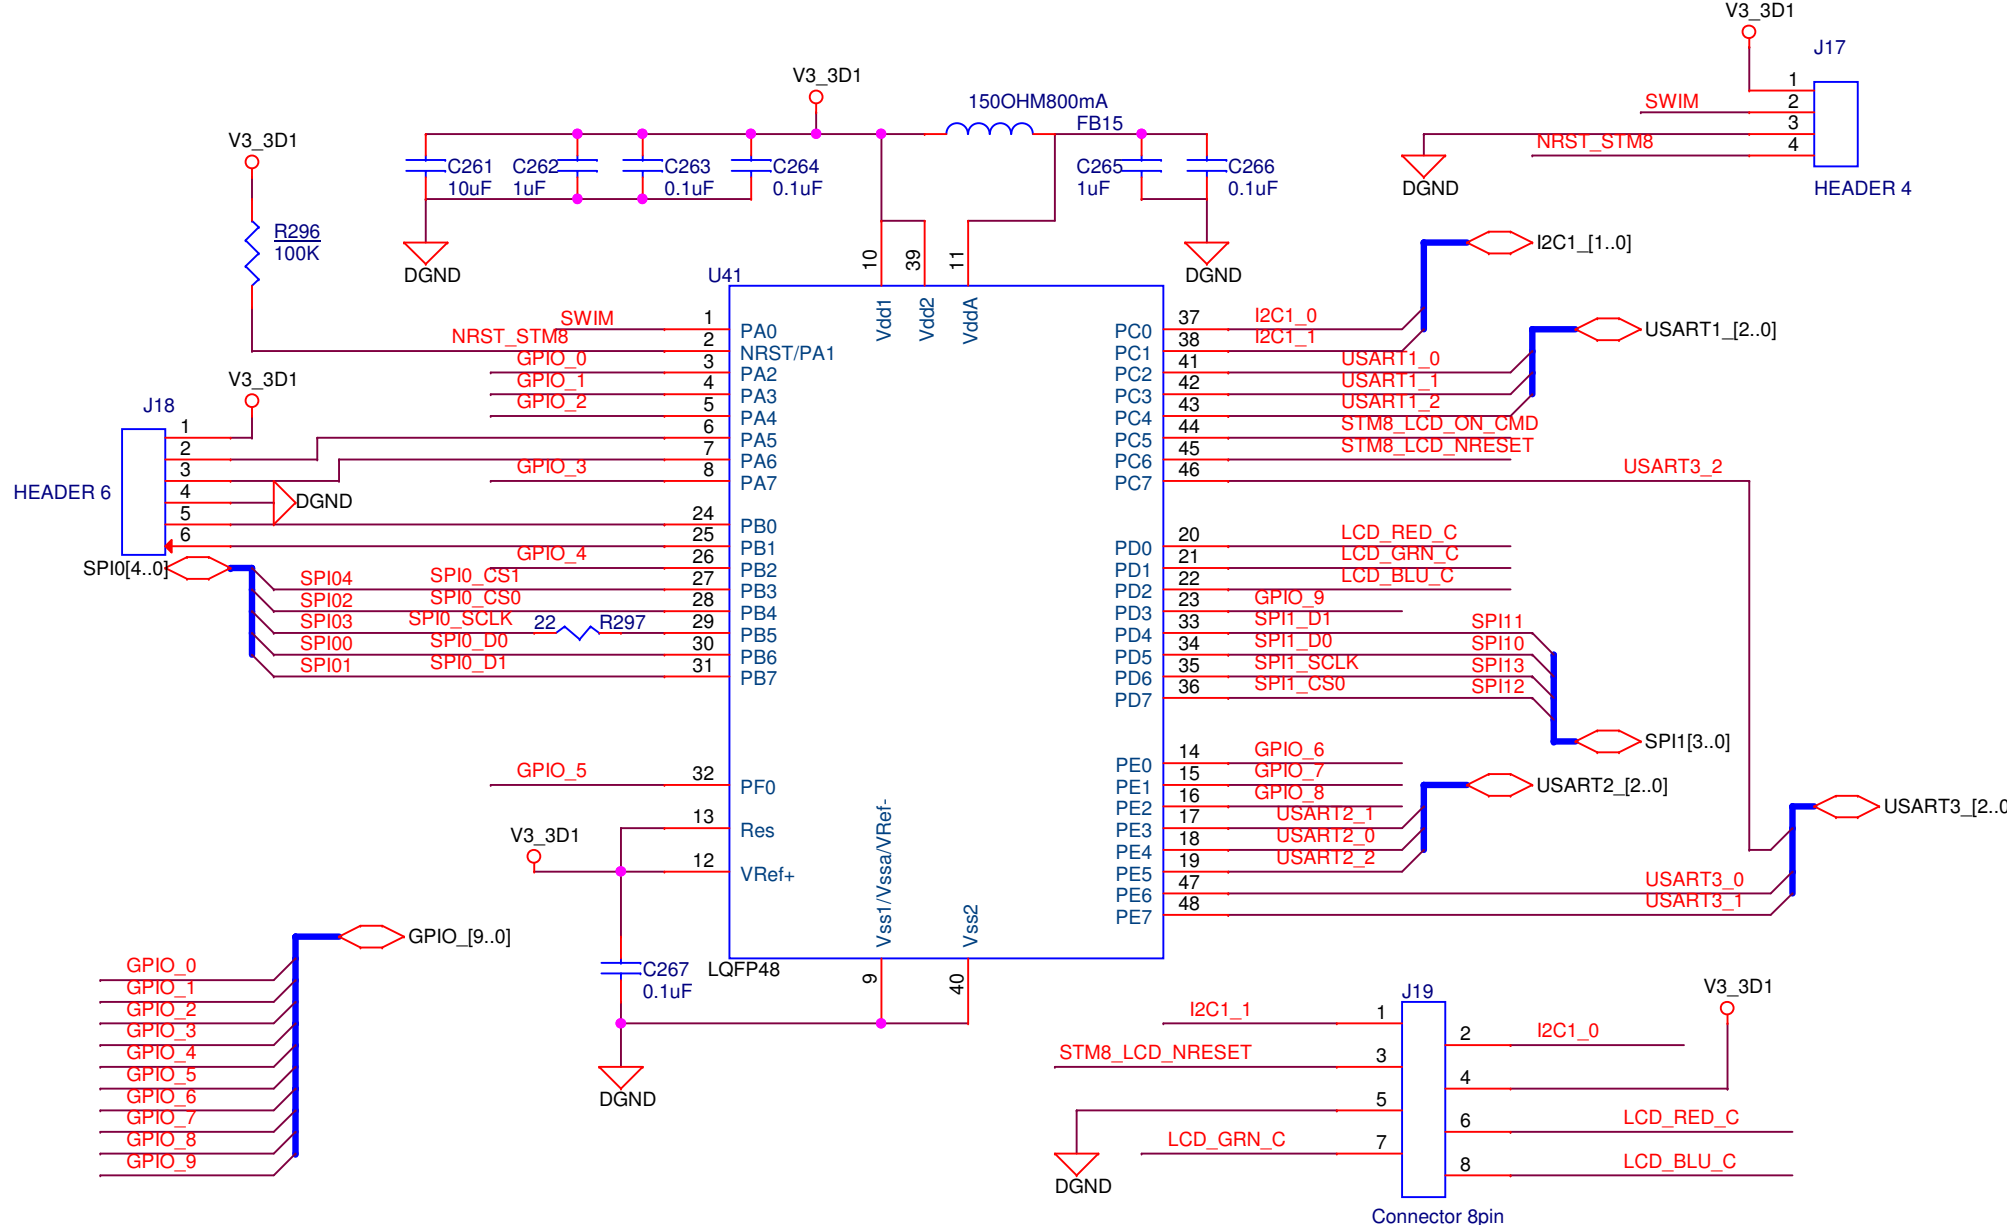 V3_3D1
J17
1
SWIM 2
3
NRST_STM8 4
DGND
HEADER 4
V3_3D1
150OHM800mA
FB15
C261
10uF
C262
1uF
C263
0.1uF
C264
0.1uF
C265
1uF
C266
0.1uF
DGND
DGND
V3_3D1
R296
100K
U41
10
39
11
Vdd1
Vdd2
VddA
SWIM 1 PA0
NRST_STM8 2 NRST/PA1
GPIO_0 3 PA2
GPIO_1 4 PA3
GPIO_2 5 PA4
6 PA5
7 PA6
GPIO_3 8 PA7
24 PB0
25 PB1
GPIO_4 26 PB2
SPI04 SPI0_CS1 27 PB3
SPI02 SPI0_CS0 28 PB4
SPI03 SPI0_SCLK 22 R297 29 PB5
SPI00 SPI0_D0 30 PB6
SPI01 SPI0_D1 31 PB7
GPIO_5 32 PF0
13 Res
12 VRef+
V3_3D1
V3_3D1
J18
1
2
3
4
5
6
HEADER 6
DGND
SPI0[4..0]
I2C1_[1..0]
USART1_[2..0]
PC0 37 I2C1_0
PC1 38 I2C1_1
PC2 41 USART1_0
PC3 42 USART1_1
PC4 43 USART1_2
PC5 44 STM8_LCD_ON_CMD
PC6 45 STM8_LCD_NRESET
PC7 46 USART3_2
PD0 20 LCD_RED_C
PD1 21 LCD_GRN_C
PD2 22 LCD_BLU_C
PD3 23 GPIO_9
PD4 33 SPI1_D1 SPI11
PD5 34 SPI1_D0 SPI10
PD6 35 SPI1_SCLK SPI13
PD7 36 SPI1_CS0 SPI12
SPI1[3..0]
PE0 14 GPIO_6
PE1 15 GPIO_7
PE2 16 GPIO_8
PE3 17 USART2_1
PE4 18 USART2_0
PE5 19 USART2_2
PE6 47 USART3_0
PE7 48 USART3_1
USART2_[2..0]
USART3_[2..0
Vss1/Vssa/VRef-
Vss2
9
40
LQFP48
C267
0.1uF
DGND
GPIO_[9..0]
GPIO_0
GPIO_1
GPIO_2
GPIO_3
GPIO_4
GPIO_5
GPIO_6
GPIO_7
GPIO_8
GPIO_9
J19
V3_3D1
I2C1_1 1
2 I2C1_0
STM8_LCD_NRESET 3
4
5
6 LCD_RED_C
LCD_GRN_C 7
8 LCD_BLU_C
DGND
Connector 8pin